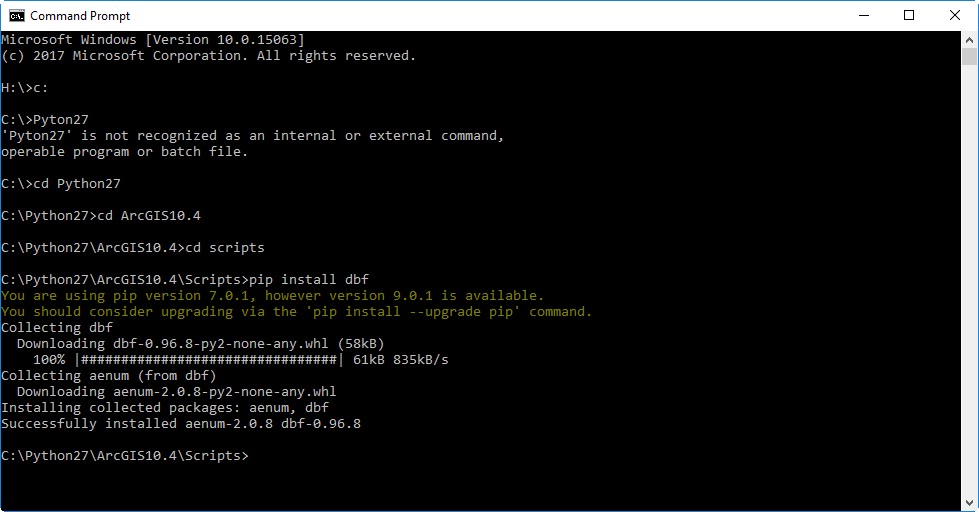 Command Prompt
Microsoft Windows [Version 10.0.15063]
(c) 2017 Microsoft Corporation. All rights reserved.
H:\>c:
C:\>Pyton27
'Pyton27' is not recognized as an internal or external command,
operable program or batch file.
C:\>cd Python27
C:\Python27>cd ArcGIS10.4
C:\Python27\ArcGIS10.4>cd scripts
C:\Python27\ArcGIS10.4\Scripts>pip install dbf
You are using pip version 7.0.1, however version 9.0.1 is available.
You should consider upgrading via the 'pip install --upgrade pip' command.
Collecting dbf
  Downloading dbf-0.96.8-py2-none-any.whl (58kB)
    100% |################################| 61kB 835kB/s
Collecting aenum (from dbf)
  Downloading aenum-2.0.8-py2-none-any.whl
Installing collected packages: aenum, dbf
Successfully installed aenum-2.0.8 dbf-0.96.8
C:\Python27\ArcGIS10.4\Scripts>